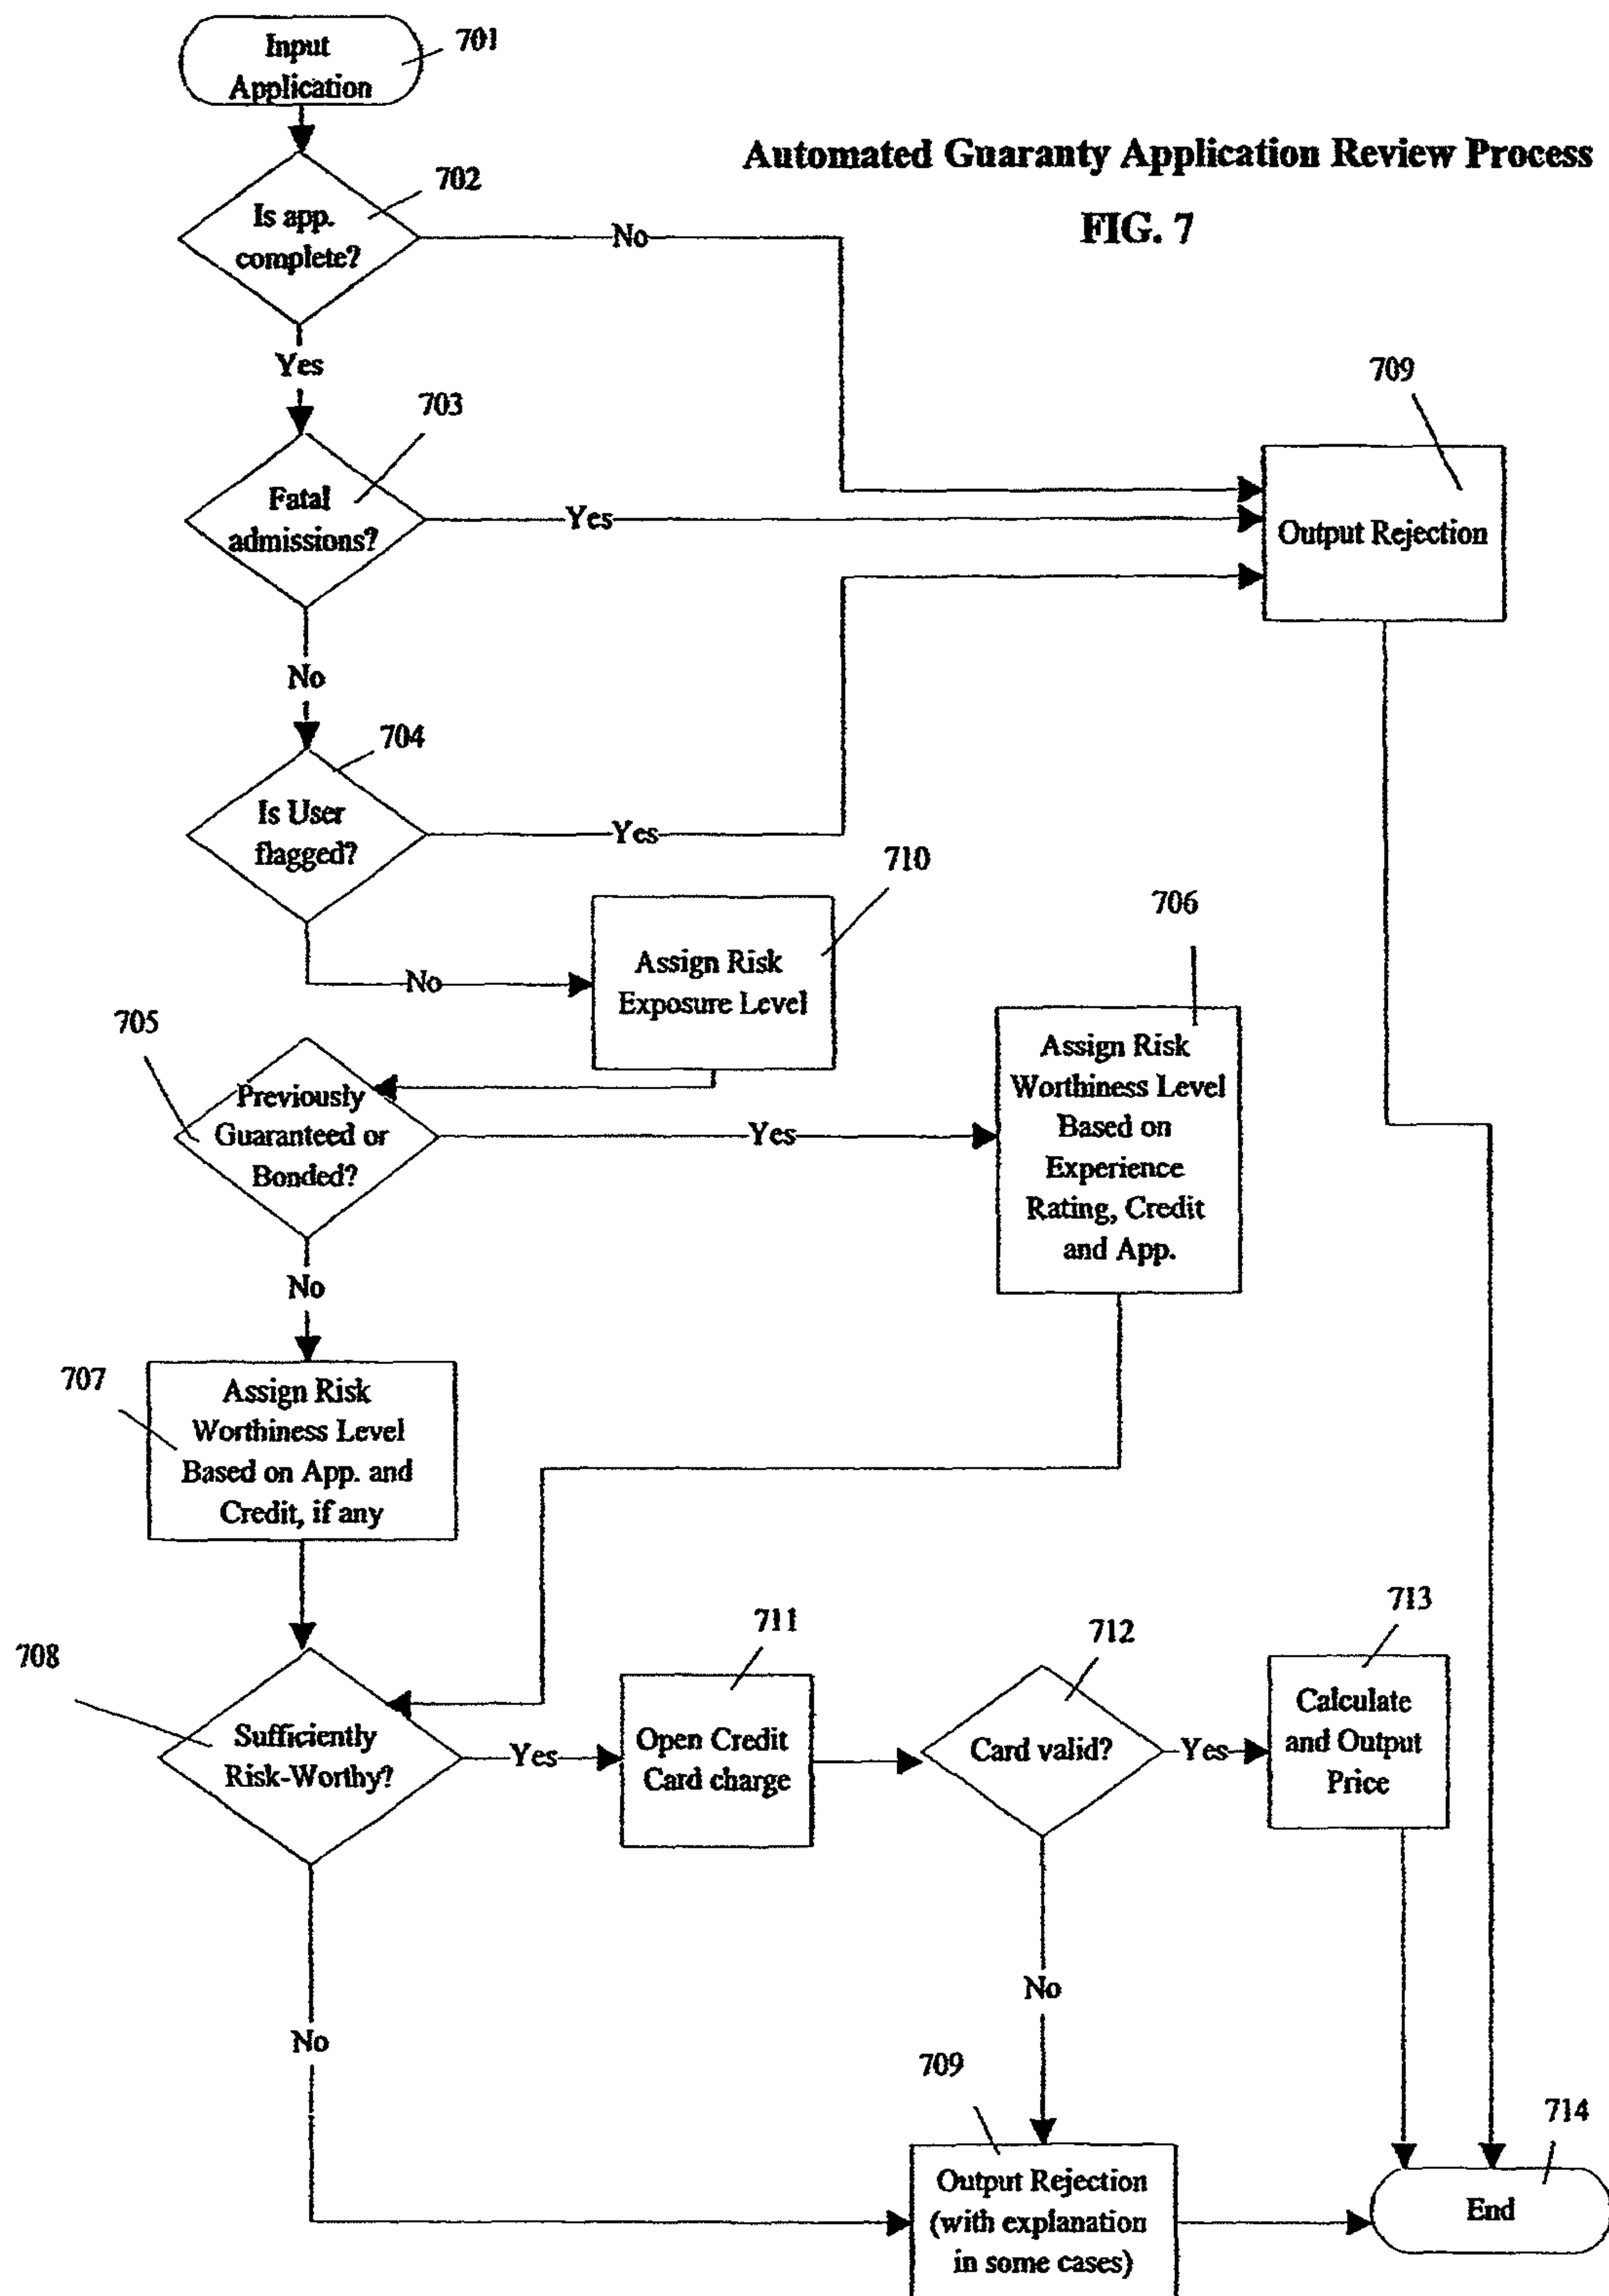 Input
Application
701
Automated Guaranty Application Review Process
FIG. 7
702
Is app.
complete?
No
Yes
709
703
Fatal
admissions?
Yes
Output Rejection
No
704
Is User
flagged?
Yes
710
706
Assign Risk
Exposure Level
No
705
Previously
Guaranteed or
Bonded?
Yes
Assign Risk
Worthiness Level
Based on
Experience
Rating, Credit
and App.
No
707
Assign Risk
Worthiness Level
Based on App. and
Credit, if any
708
Sufficiently
Risk-Worthy?
Yes
711
Open Credit
Card charge
712
Card valid?
Yes
713
Calculate
and Output
Price
No
No
709
Output Rejection
(with explanation
in some cases)
714
End